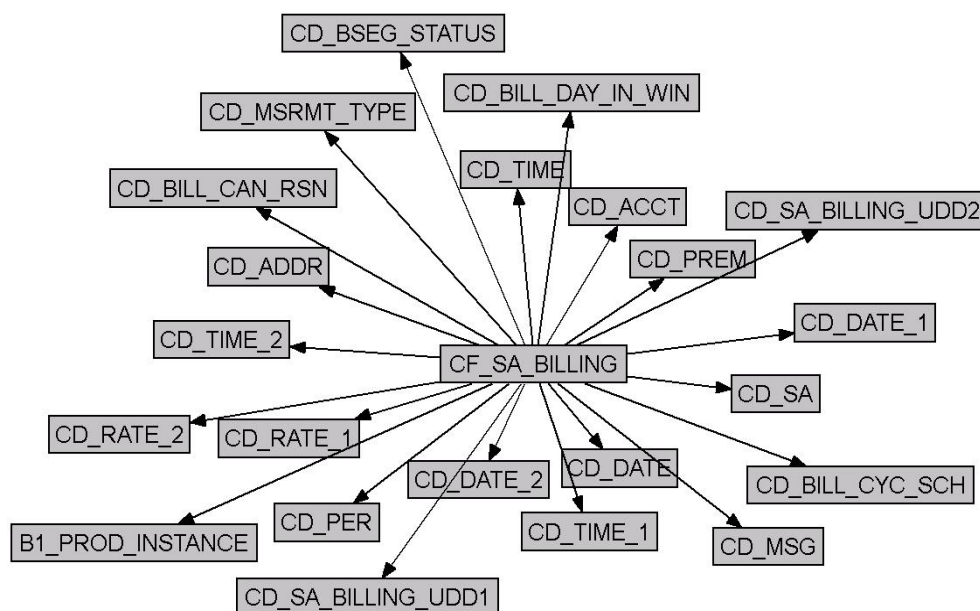 CD_BSEG_STATUS
CD_BILL_DAY_IN_WIN
CD_MSRMT_TYPE
CD_TIME
CD_BILL_CAN_RSN
CD_ACCT
CD_SA_BILLING_UDD2
CD_ADDR
CD_PREM
CD_DATE_1
CD_TIME_2
CF_SA_BILLING
CD_SA
CD_RATE_2
CD_RATE_1
CD_DATE_2
CD_DATE
CD_BILL_CYC_SCH
B1_PROD_INSTANCE
CD_PER
CD_TIME_1
CD_MSG
CD_SA_BILLING_UDD1